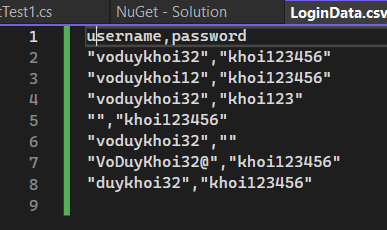 tTest1.cs NuGet - Solution LoginData.csv
1 username,password
2 "voduykhoi32","khoi123456"
3 "voduykhoi12","khoi123456"
4 "voduykhoi32","khoi123"
5 "","khoi123456"
6 "voduykhoi32",""
7 "VoDuyKhoi32@","khoi123456"
8 "duykhoi32","khoi123456"
9